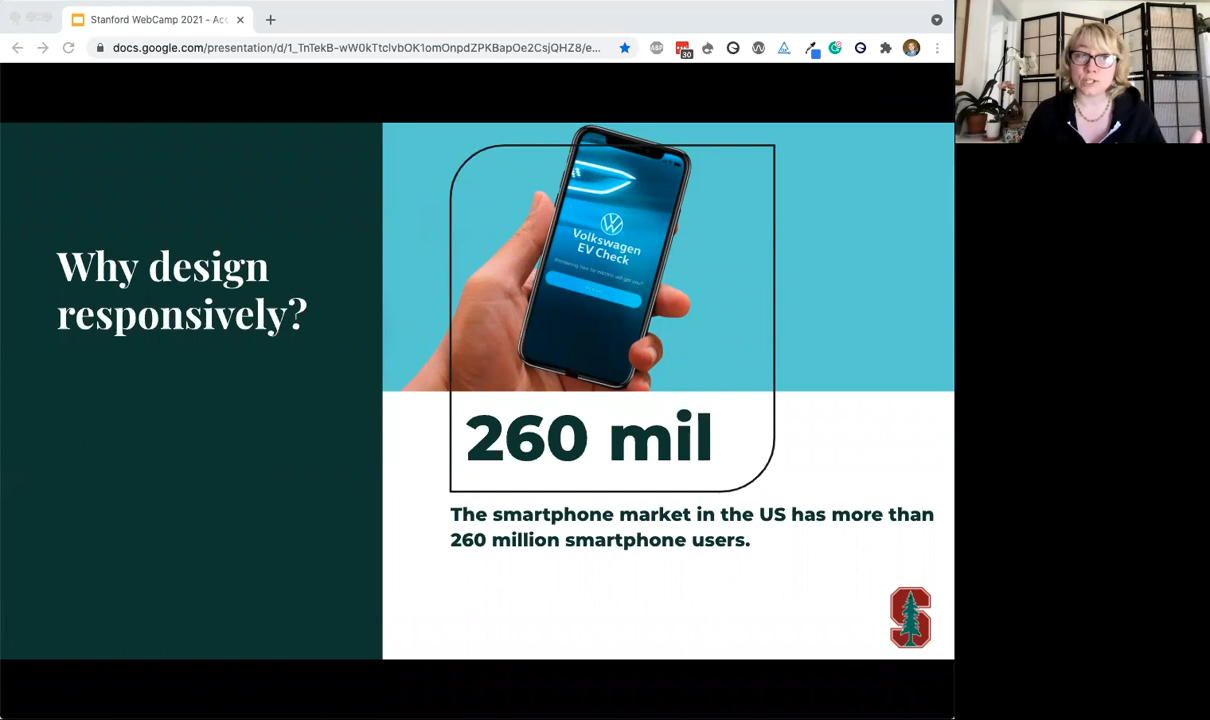 Stanford WebCamp 2021 - Acc
docs.google.com/presentation/d/1_TnTekB-wW0kTtclvbOK1omOnpdZPKBapOe2CsjQHZ8/e...
30
Why design
responsively?
Volkswagen
EV Check
260 mil
The smartphone market in the US has more than
260 million smartphone users.
S